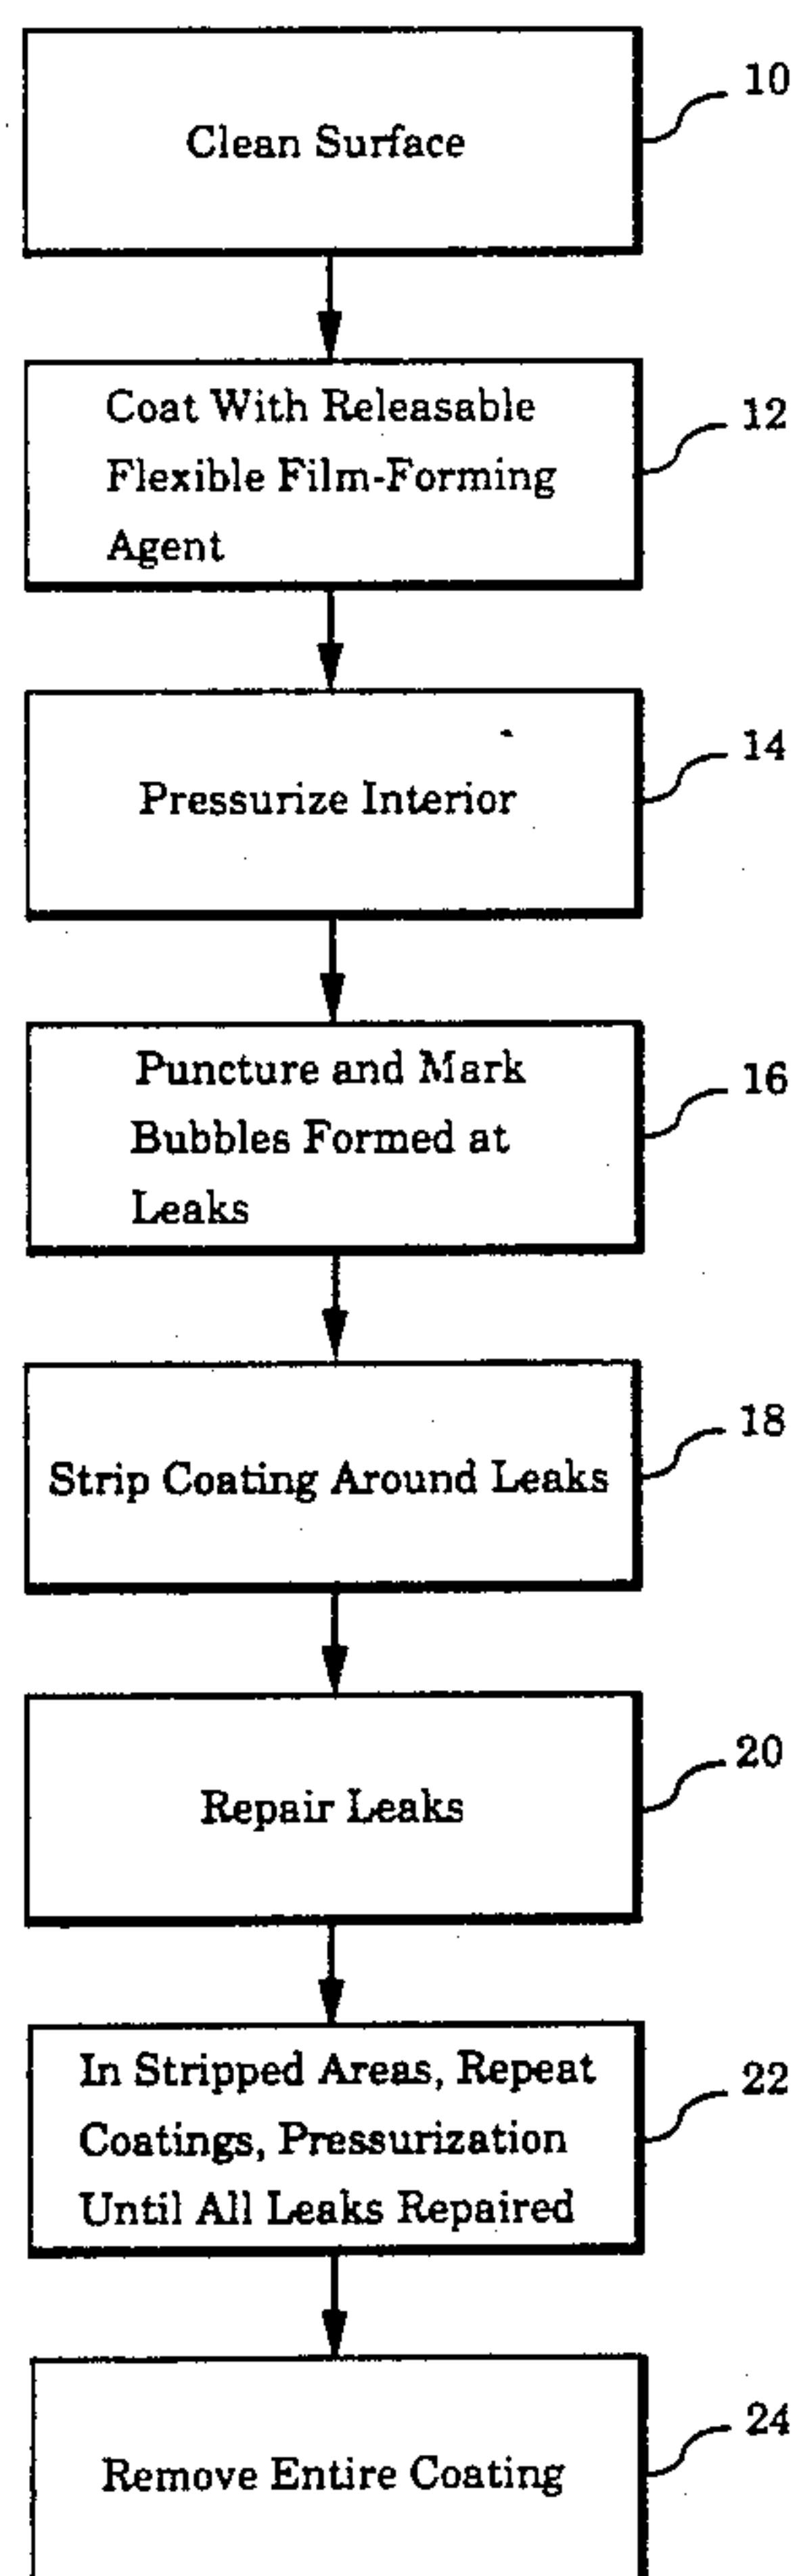 Clean Surface
10
Coat With Releasable
Flexible Film-Forming
Agent
12
Pressurize Interior
14
Puncture and Mark
Bubbles Formed at
Leaks
16
Strip Coating Around Leaks
18
Repair Leaks
20
In Stripped Areas, Repeat
Coatings, Pressurization
Until All Leaks Repaired
22
Remove Entire Coating
24